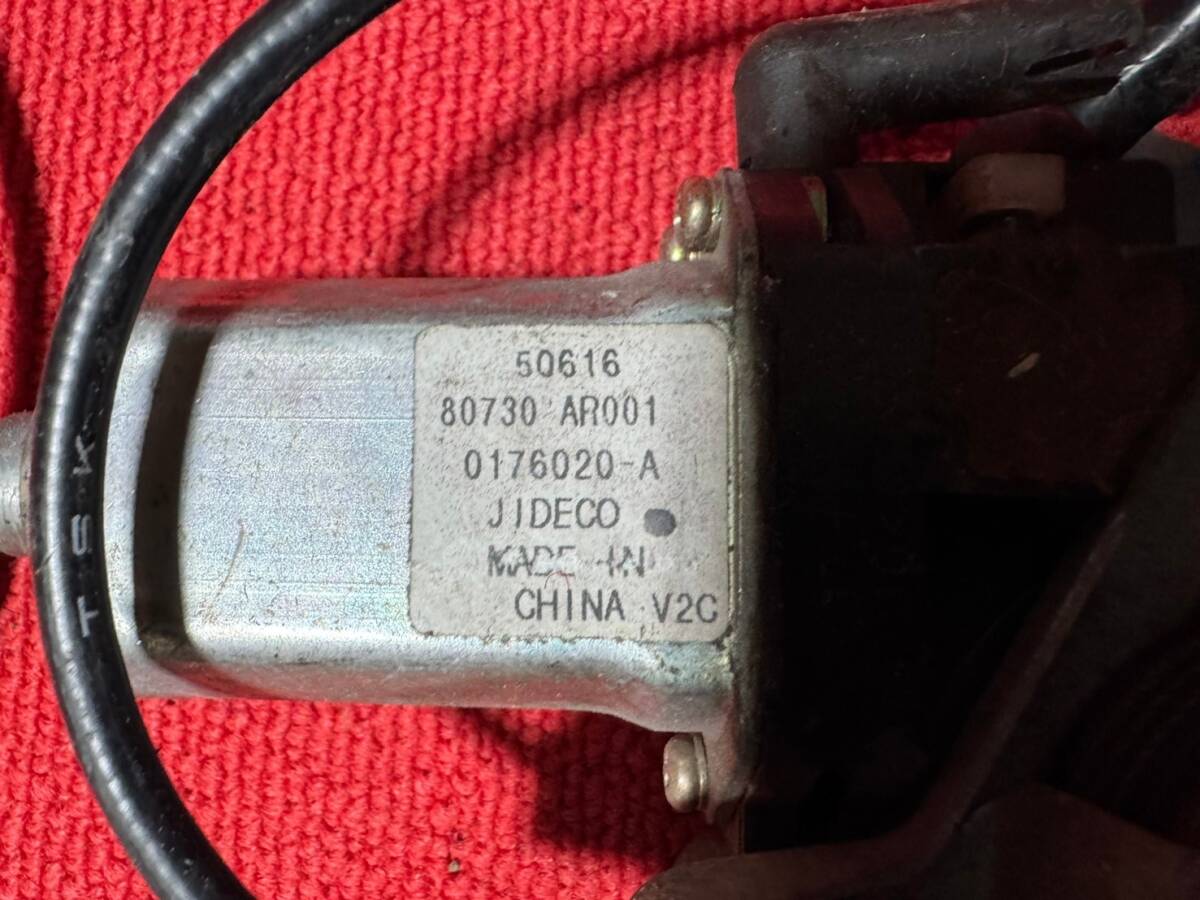 50616
80730 AR001
0176020-A
JIDECO
MADE IN
CHINA V2C
TSK